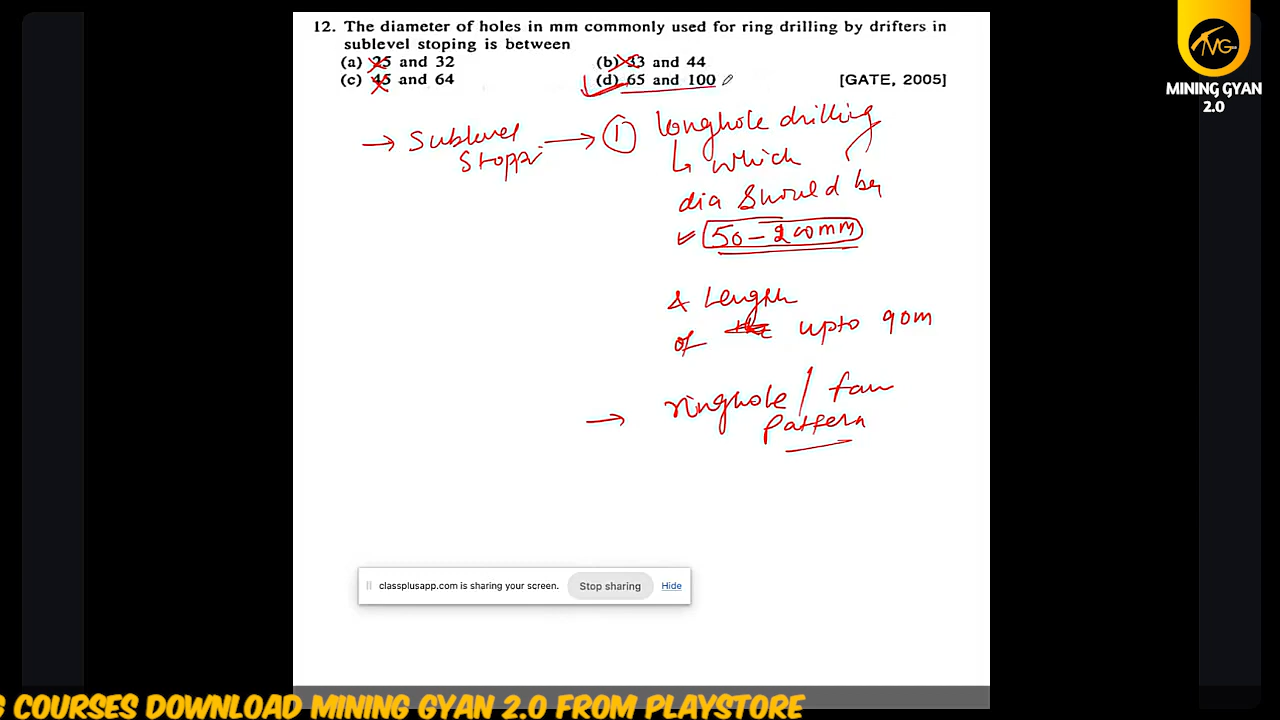 12. The diameter of holes in mm commonly used for ring drilling by drifters in
sublevel stoping is between
(a) 25 and 32
(b) 33 and 44
(c) 45 and 64
(d) 65 and 100
[GATE, 2005]
MINING GYAN
2.0
→ Sublevel → ① longhole drilling
↳ which
dia should be
50 - 200mm
& Length
of upto 90m
→ ringhole / fan
pattern
classplusapp.com is sharing your screen. Stop sharing Hide
COURSES DOWNLOAD MINING GYAN 2.0 FROM PLAYSTORE